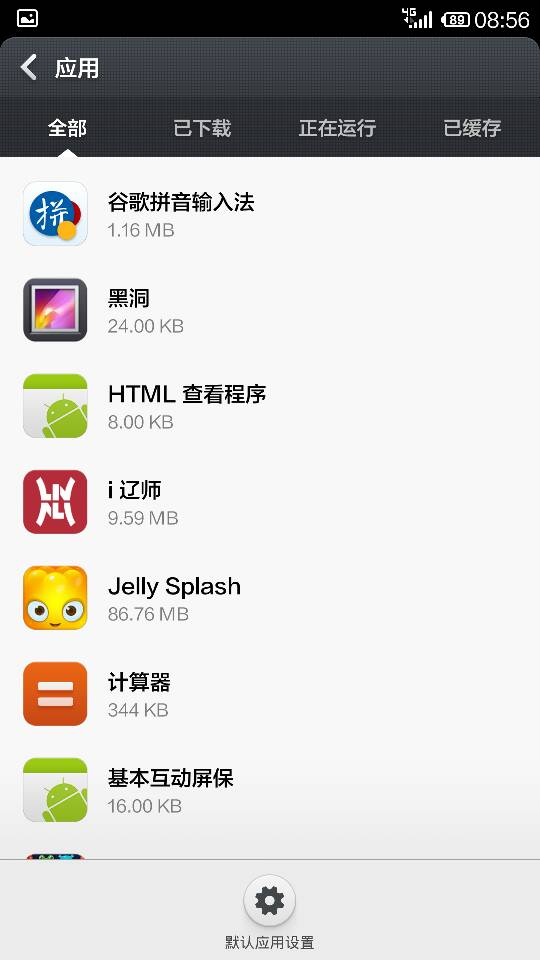 4G 89 08:56
应用
全部 已下载 正在运行 已缓存
拼
谷歌拼音输入法
1.16 MB
黑洞
24.00 KB
HTML 查看程序
8.00 KB
i 辽师
9.59 MB
Jelly Splash
86.76 MB
计算器
344 KB
基本互动屏保
16.00 KB
默认应用设置